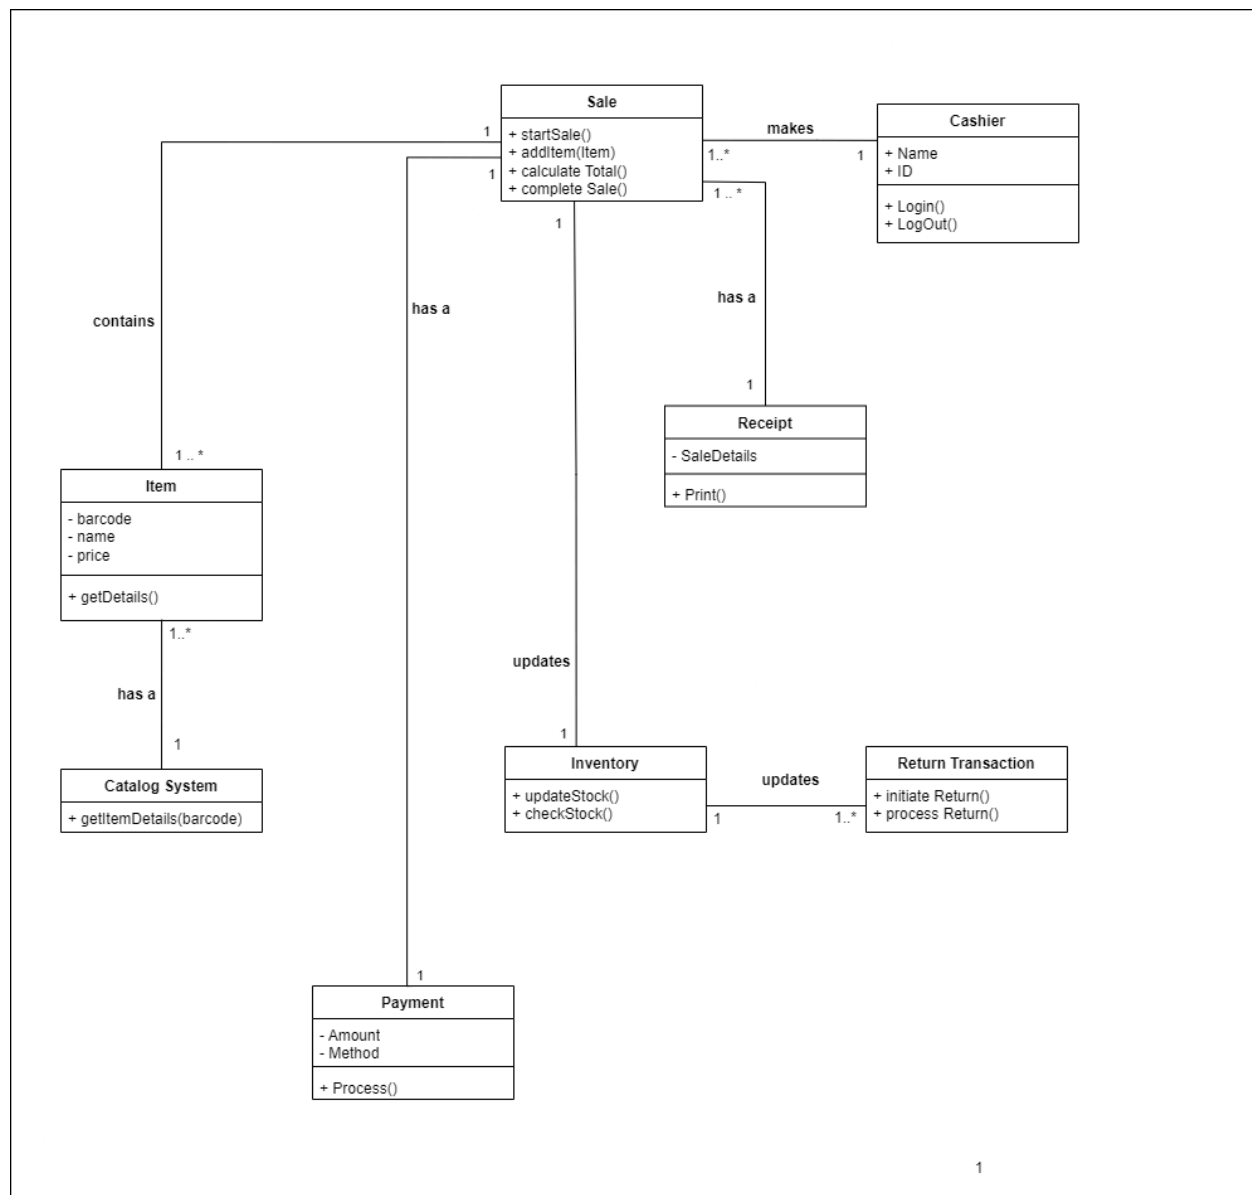 Sale
+ startSale()
+ addItem(Item)
+ calculate Total()
+ complete Sale()
1
1
1
1..*
1 .. *
makes
1
Cashier
+ Name
+ ID
+ Login()
+ LogOut()
contains
has a
has a
1
Receipt
- SaleDetails
+ Print()
1 .. *
Item
- barcode
- name
- price
+ getDetails()
1..*
has a
1
Catalog System
+ getItemDetails(barcode)
updates
1
Inventory
+ updateStock()
+ checkStock()
1
updates
1..*
Return Transaction
+ initiate Return()
+ process Return()
1
Payment
- Amount
- Method
+ Process()
1